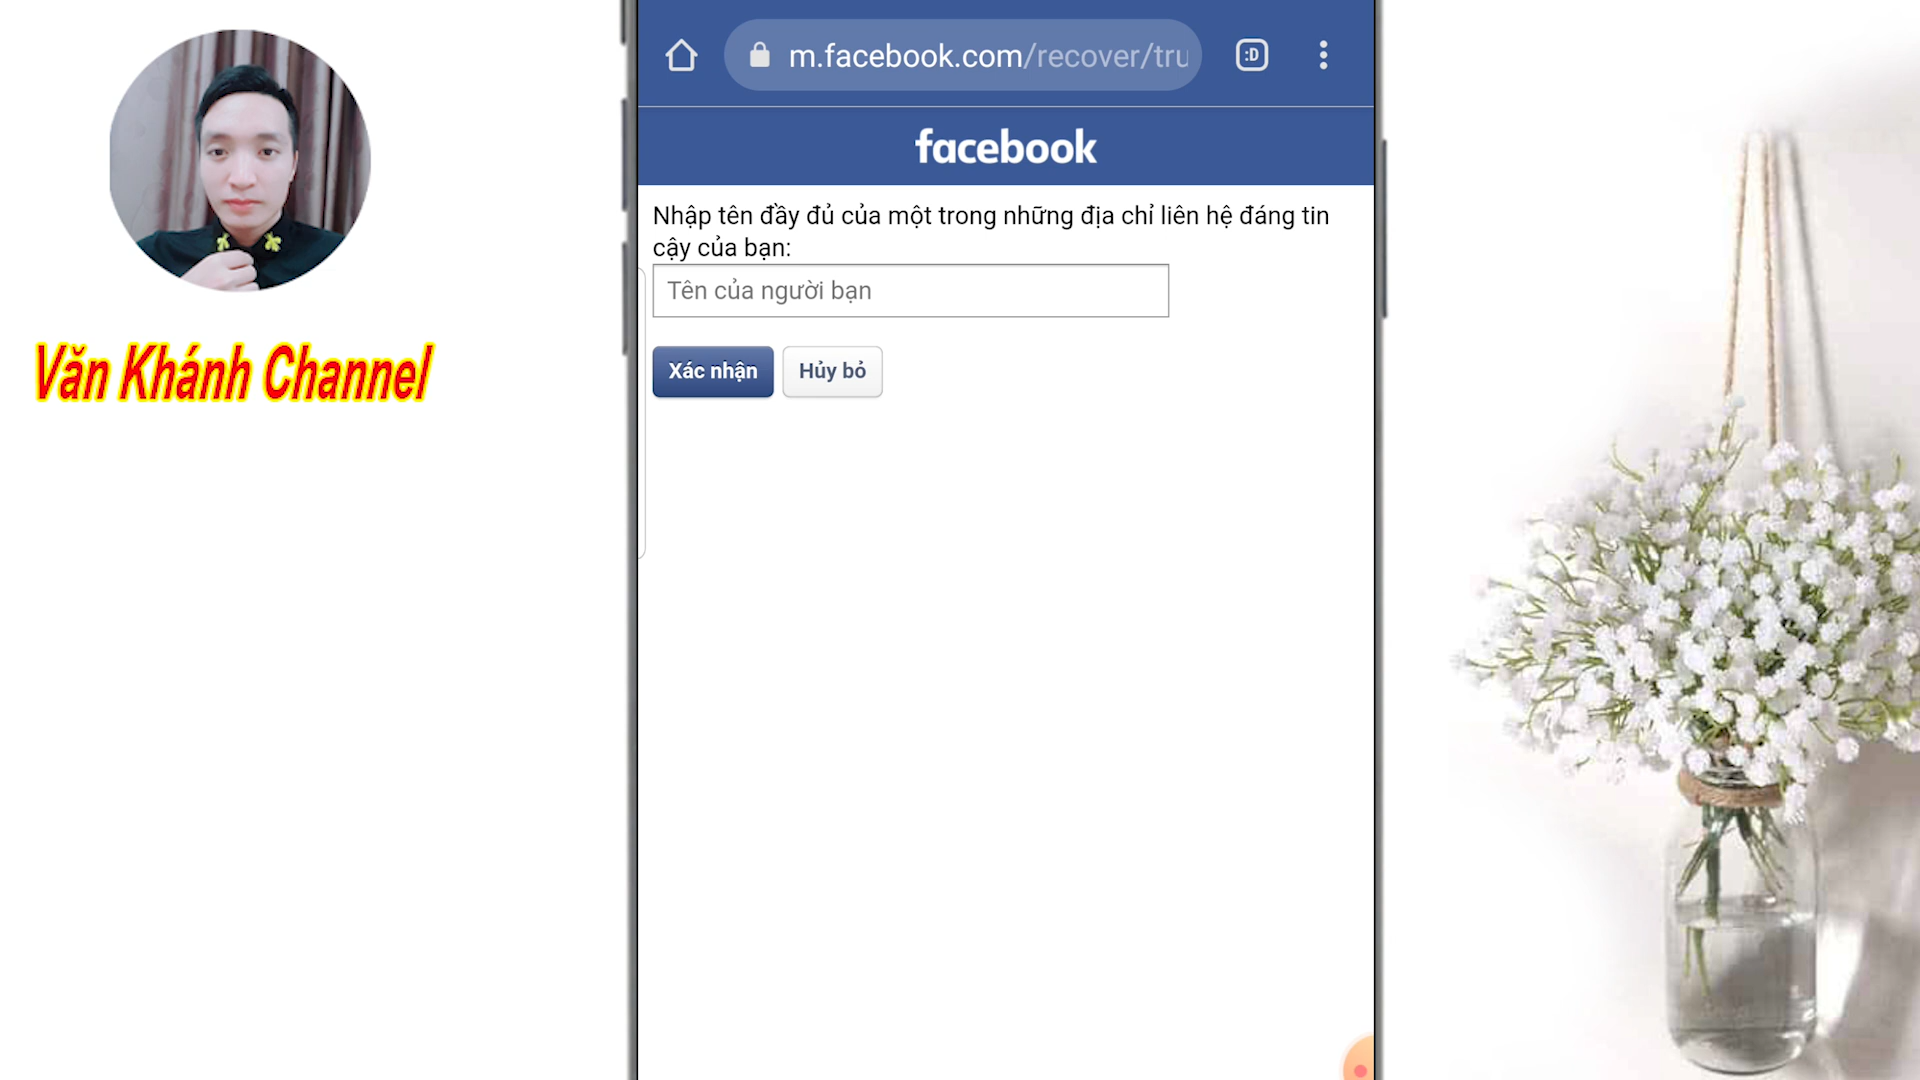 Văn Khánh Channel
m.facebook.com/recover/tru
:D
facebook
Nhập tên đầy đủ của một trong những địa chỉ liên hệ đáng tin
cậy của bạn:
Tên của người bạn
Xác nhận
Hủy bỏ